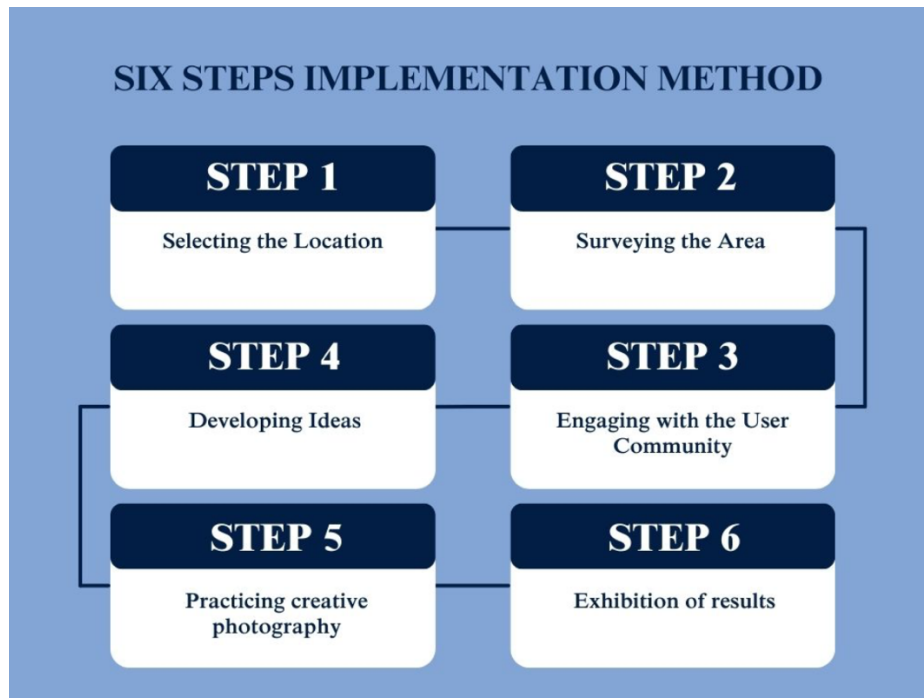 SIX STEPS IMPLEMENTATION METHOD
STEP 1
Selecting the Location
STEP 2
Surveying the Area
STEP 3
Engaging with the User
Community
STEP 4
Developing Ideas
STEP 5
Practicing creative
photography
STEP 6
Exhibition of results